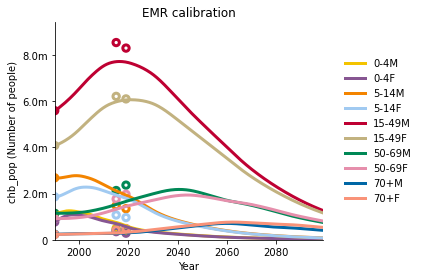 EMR calibration
chb_pop (Number of people)
8.0m
6.0m
4.0m
2.0m
0
2000
2020
2040
2060
2080
Year
0-4M
0-4F
5-14M
5-14F
15-49M
15-49F
50-69M
50-69F
70+M
70+F